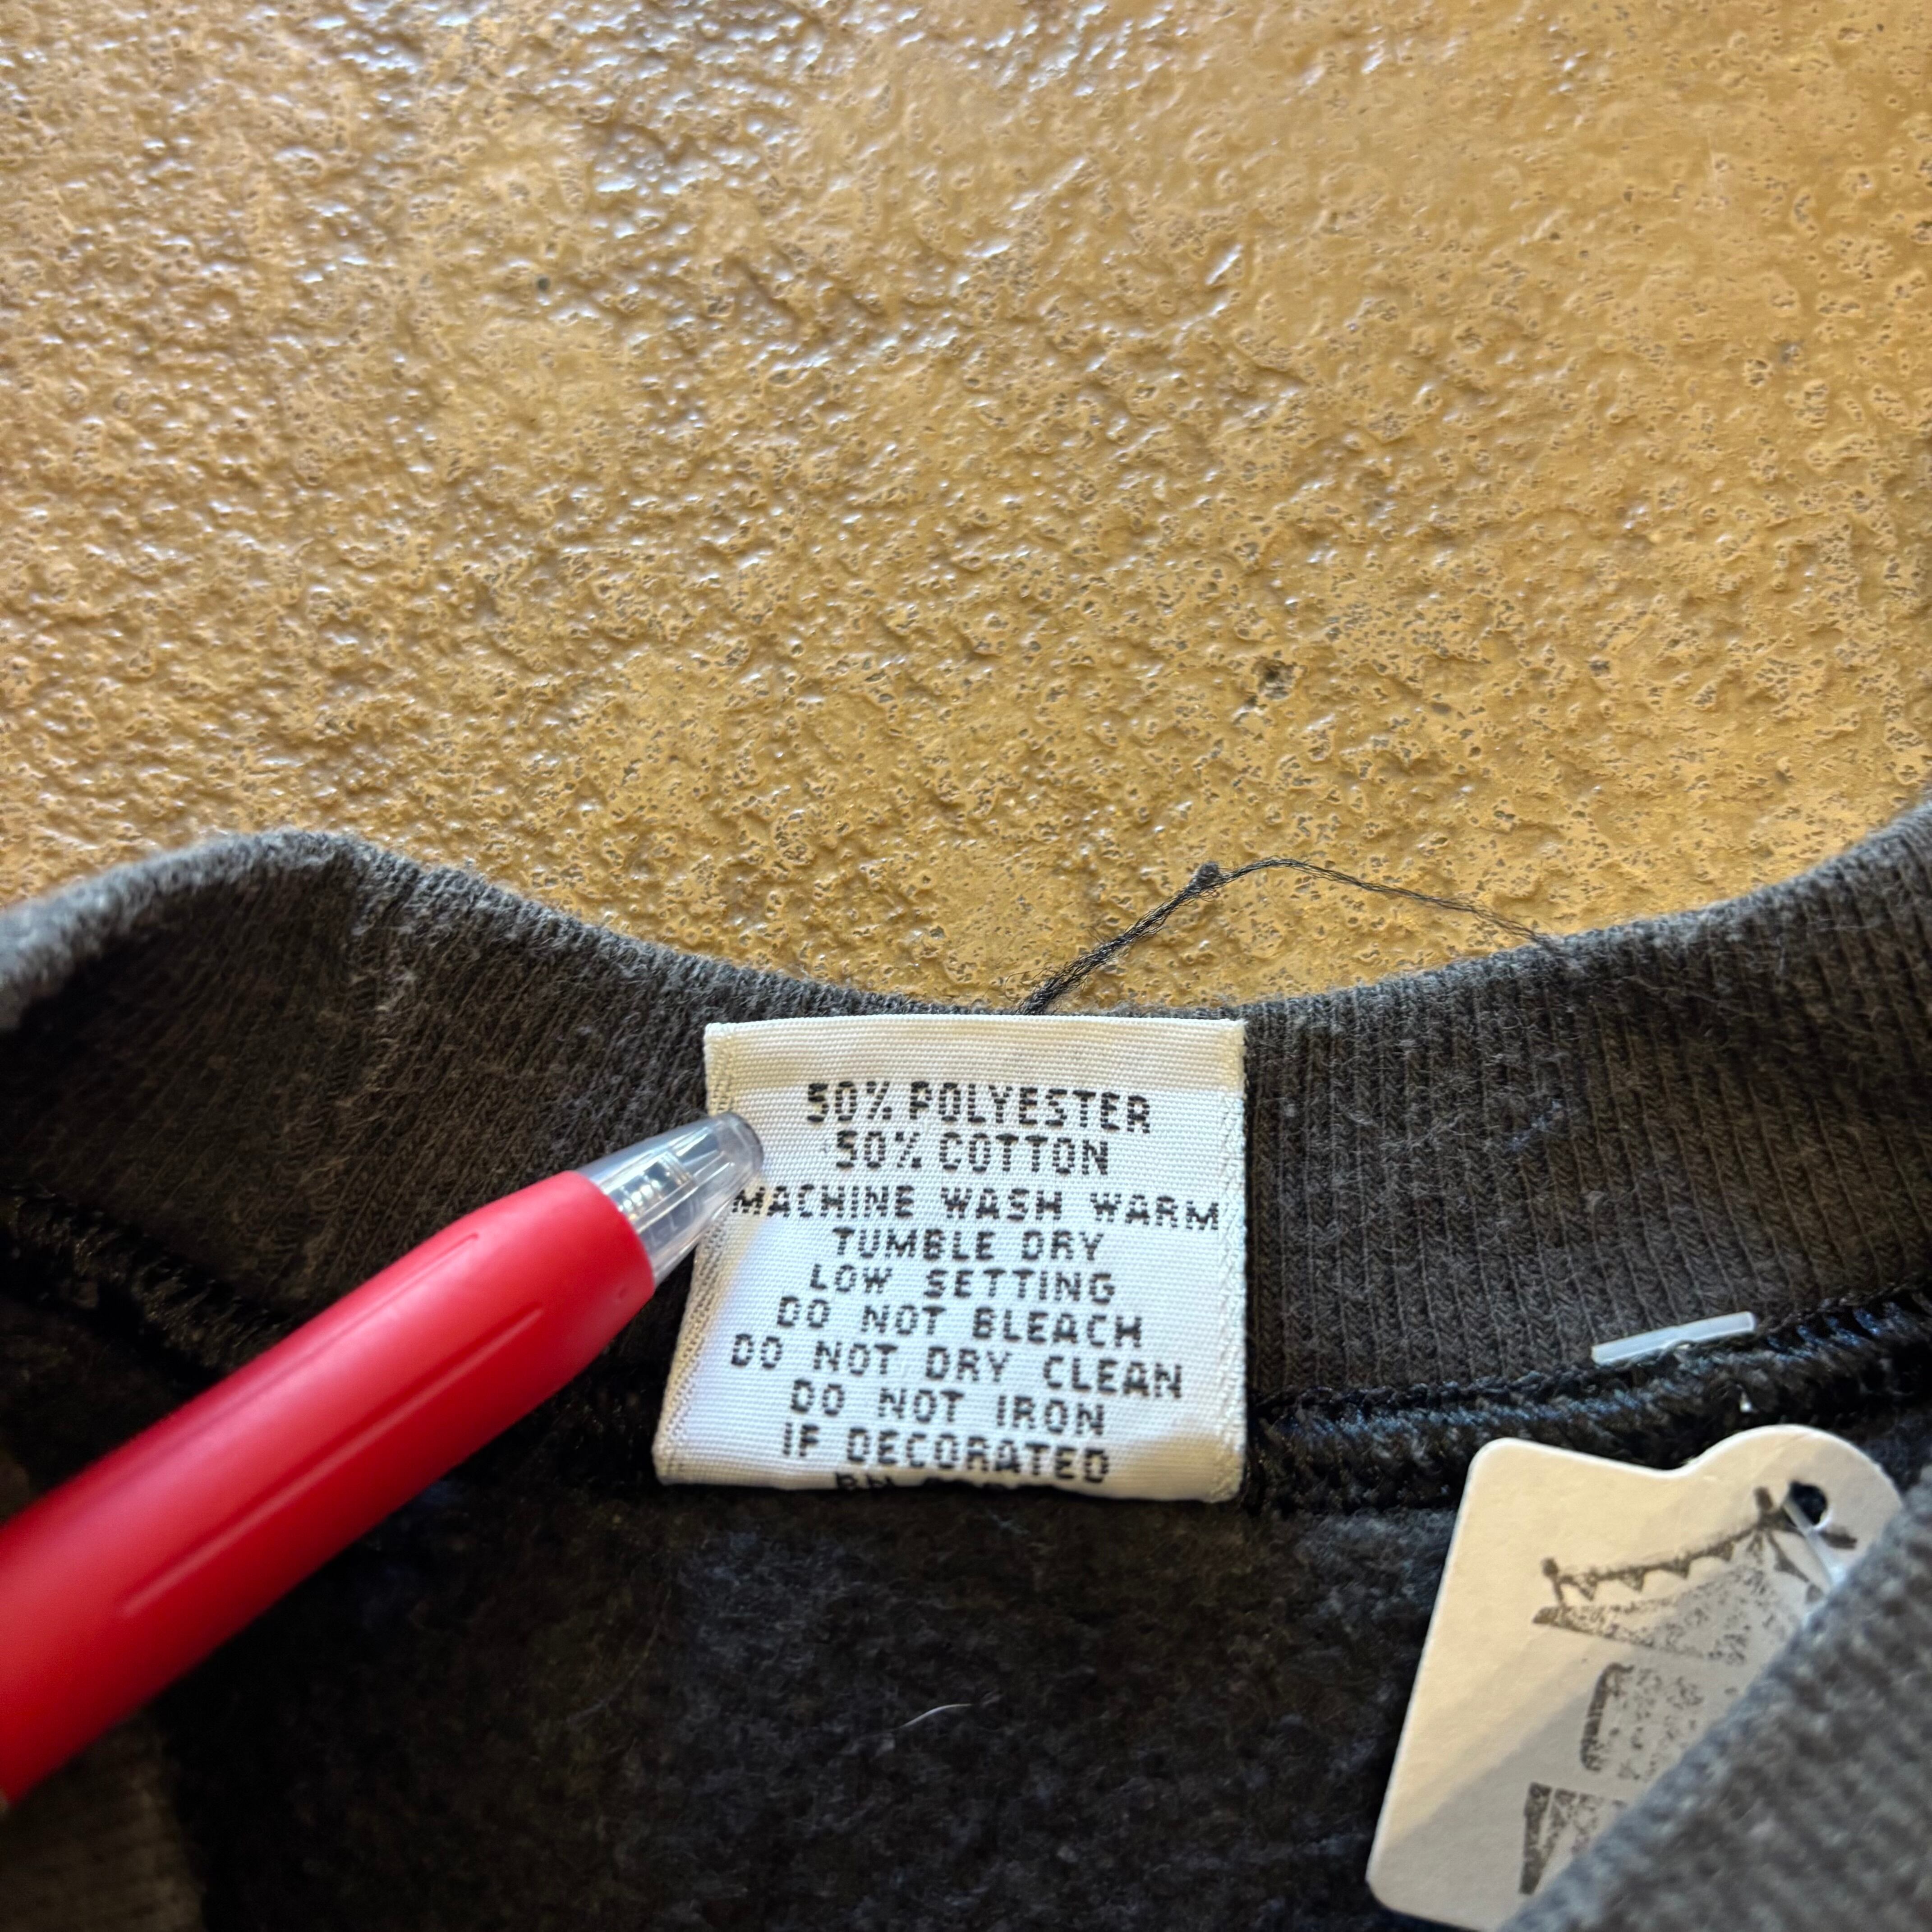 50% POLYESTER
50% COTTON
MACHINE WASH WARM
TUMBLE DRY
LOW SETTING
DO NOT BLEACH
DO NOT DRY CLEAN
DO NOT IRON
IF DECORATED